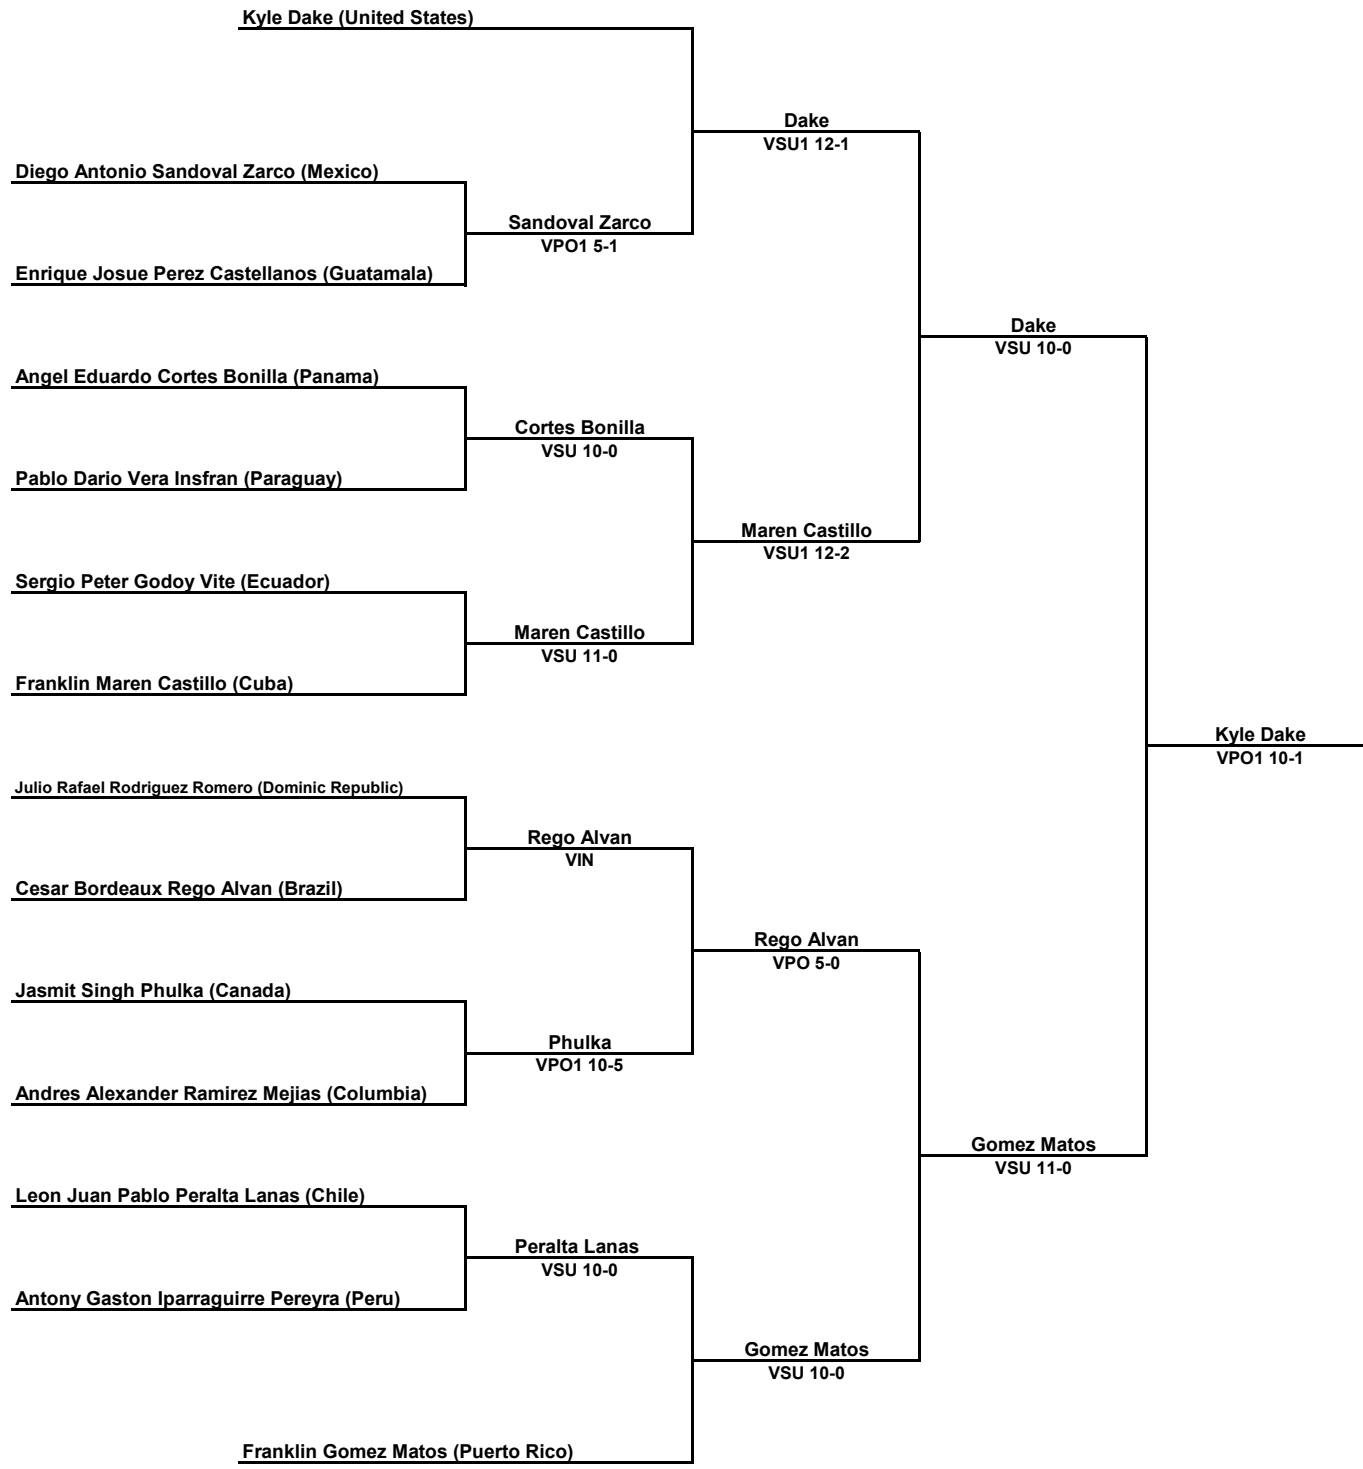 Kyle Dake (United States)
Dake
VSU1 12-1
Diego Antonio Sandoval Zarco (Mexico)
Sandoval Zarco
VPO1 5-1
Enrique Josue Perez Castellanos (Guatamala)
Dake
VSU 10-0
Angel Eduardo Cortes Bonilla (Panama)
Cortes Bonilla
VSU 10-0
Pablo Dario Vera Insfran (Paraguay)
Maren Castillo
VSU1 12-2
Sergio Peter Godoy Vite (Ecuador)
Maren Castillo
VSU 11-0
Franklin Maren Castillo (Cuba)
Kyle Dake
VPO1 10-1
Julio Rafael Rodriguez Romero (Dominic Republic)
Rego Alvan
VIN
Cesar Bordeaux Rego Alvan (Brazil)
Rego Alvan
VPO 5-0
Jasmit Singh Phulka (Canada)
Phulka
VPO1 10-5
Andres Alexander Ramirez Mejias (Columbia)
Gomez Matos
VSU 11-0
Leon Juan Pablo Peralta Lanas (Chile)
Peralta Lanas
VSU 10-0
Antony Gaston Iparraguirre Pereyra (Peru)
Gomez Matos
VSU 10-0
Franklin Gomez Matos (Puerto Rico)